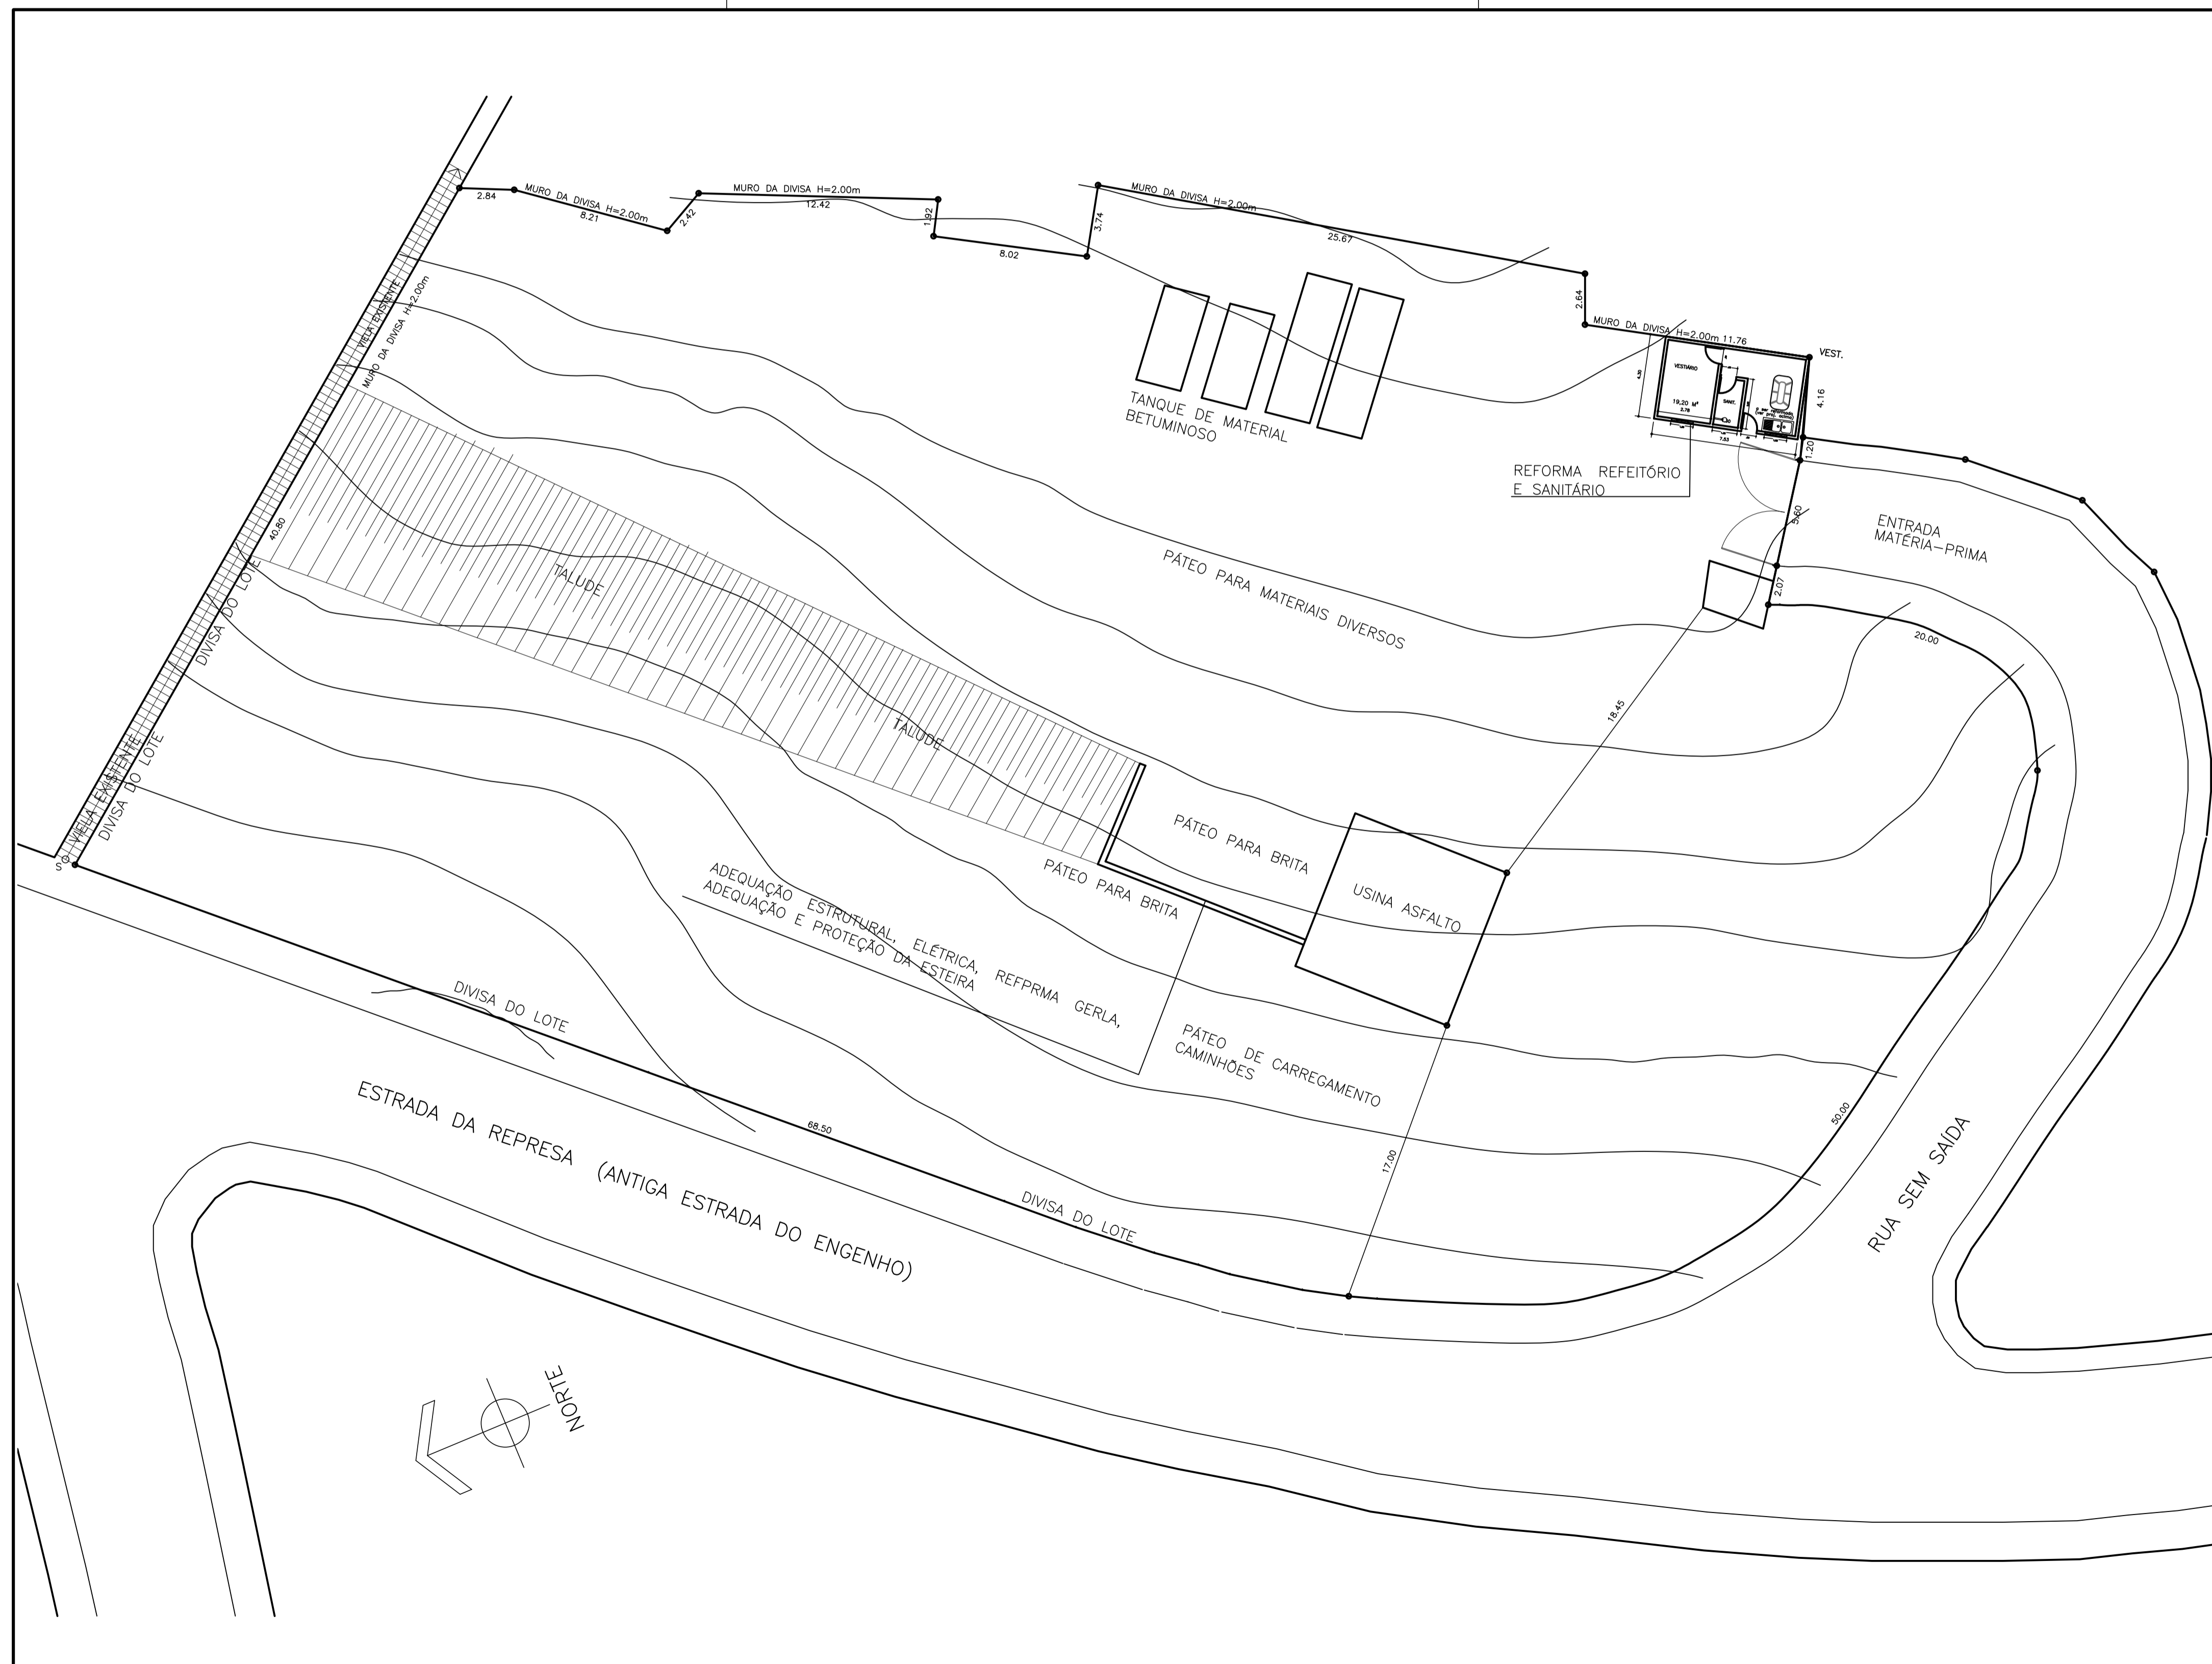 2.84
MURO DA DIVISA H=2.00m
8.21
2.42
MURO DA DIVISA H=2.00m
12.42
1.92
8.02
3.74
MURO DA DIVISA H=2.00m
25.67
2.64
MURO DA DIVISA H=2.00m 11.76
VEST.
4.16
1.20
VESTIÁRIO
19,20 M²
2.78
SANIT.
7.53
4.20
VIELA EXISTENTE
MURO DA DIVISA H=2.00m
TANQUE DE MATERIAL
BETUMINOSO
REFORMA REFEITÓRIO
E SANITÁRIO
5.60
ENTRADA
MATÉRIA-PRIMA
2.07
20.00
40.80
DIVISA DO LOTE
TALUDE
PÁTEO PARA MATERIAIS DIVERSOS
18.45
TALUDE
VIELA EXISTENTE
DIVISA DO LOTE
S
PÁTEO PARA BRITA
PÁTEO PARA BRITA
USINA ASFALTO
ADEQUAÇÃO ESTRUTURAL, ELÉTRICA, REFPRMA GERLA,
ADEQUAÇÃO E PROTEÇÃO DA ESTEIRA
DIVISA DO LOTE
PÁTEO DE CARREGAMENTO
CAMINHÕES
68.50
17.00
50.00
DIVISA DO LOTE
ESTRADA DA REPRESA (ANTIGA ESTRADA DO ENGENHO)
RUA SEM SAÍDA
NORTE